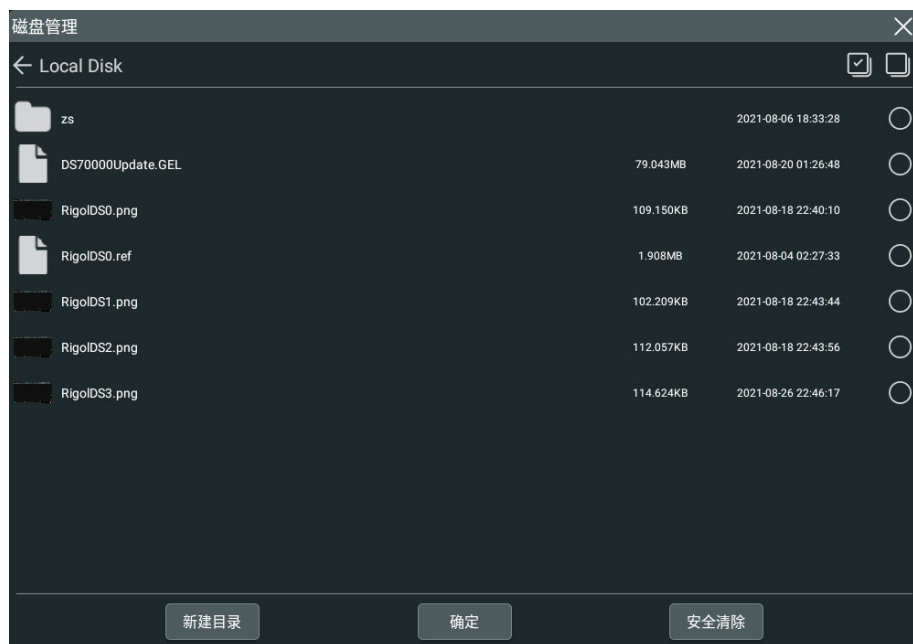 磁盘管理
Local Disk
zs 2021-08-06 18:33:28
DS70000Update.GEL 79.043MB 2021-08-20 01:26:48
RigolDS0.png 109.150KB 2021-08-18 22:40:10
RigolDS0.ref 1.908MB 2021-08-04 02:27:33
RigolDS1.png 102.209KB 2021-08-18 22:43:44
RigolDS2.png 112.057KB 2021-08-18 22:43:56
RigolDS3.png 114.624KB 2021-08-26 22:46:17
新建目录 确定 安全清除